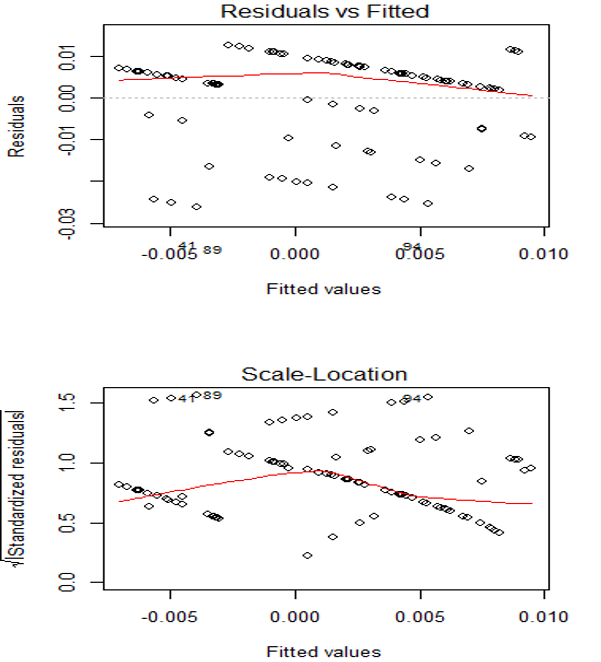 Residuals vs Fitted
Residuals
0.01
0.00
-0.01
-0.03
41 89 94
-0.005 0.000 0.005 0.010
Fitted values
Scale-Location
√|Standardized residuals|
1.5
1.0
0.5
0.0
41 89 94
-0.005 0.000 0.005 0.010
Fitted values